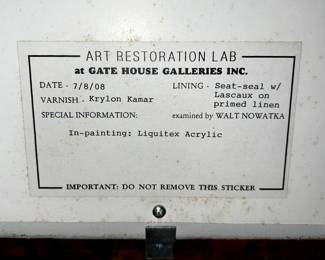 ART RESTORATION LAB
at GATE HOUSE GALLERIES INC.
DATE - 7/8/08
LINING - Seat-seal w/
Lascaux on
primed linen
VARNISH - Krylon Kamar
SPECIAL INFORMATION:
examined by WALT NOWATKA
In-painting: Liquitex Acrylic
IMPORTANT: DO NOT REMOVE THIS STICKER